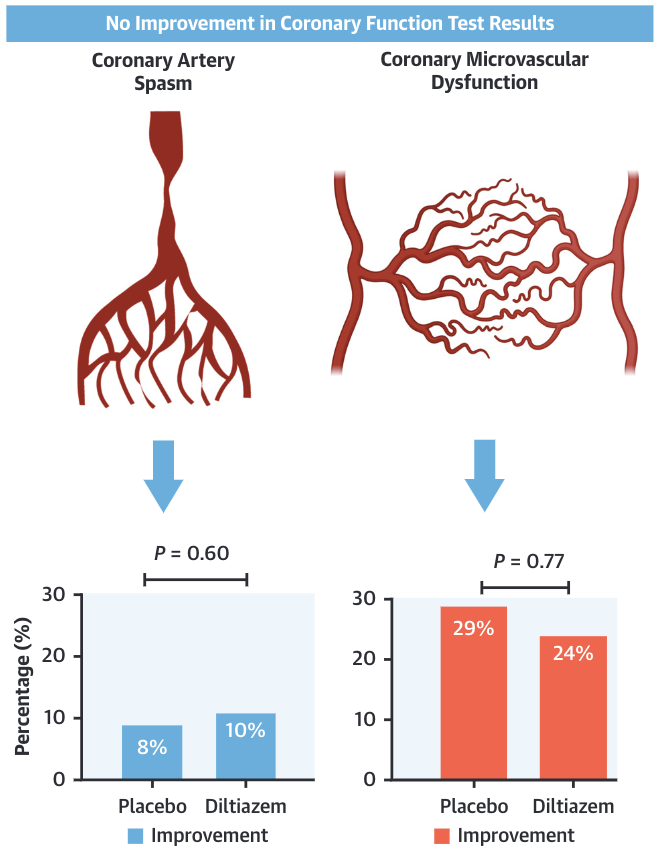 No Improvement in Coronary Function Test Results
Coronary Artery
Spasm
Coronary Microvascular
Dysfunction
P = 0.60
30
20
10
0
Percentage (%)
8%
10%
Placebo
Diltiazem
Improvement
P = 0.77
30
20
10
0
29%
24%
Placebo
Diltiazem
Improvement